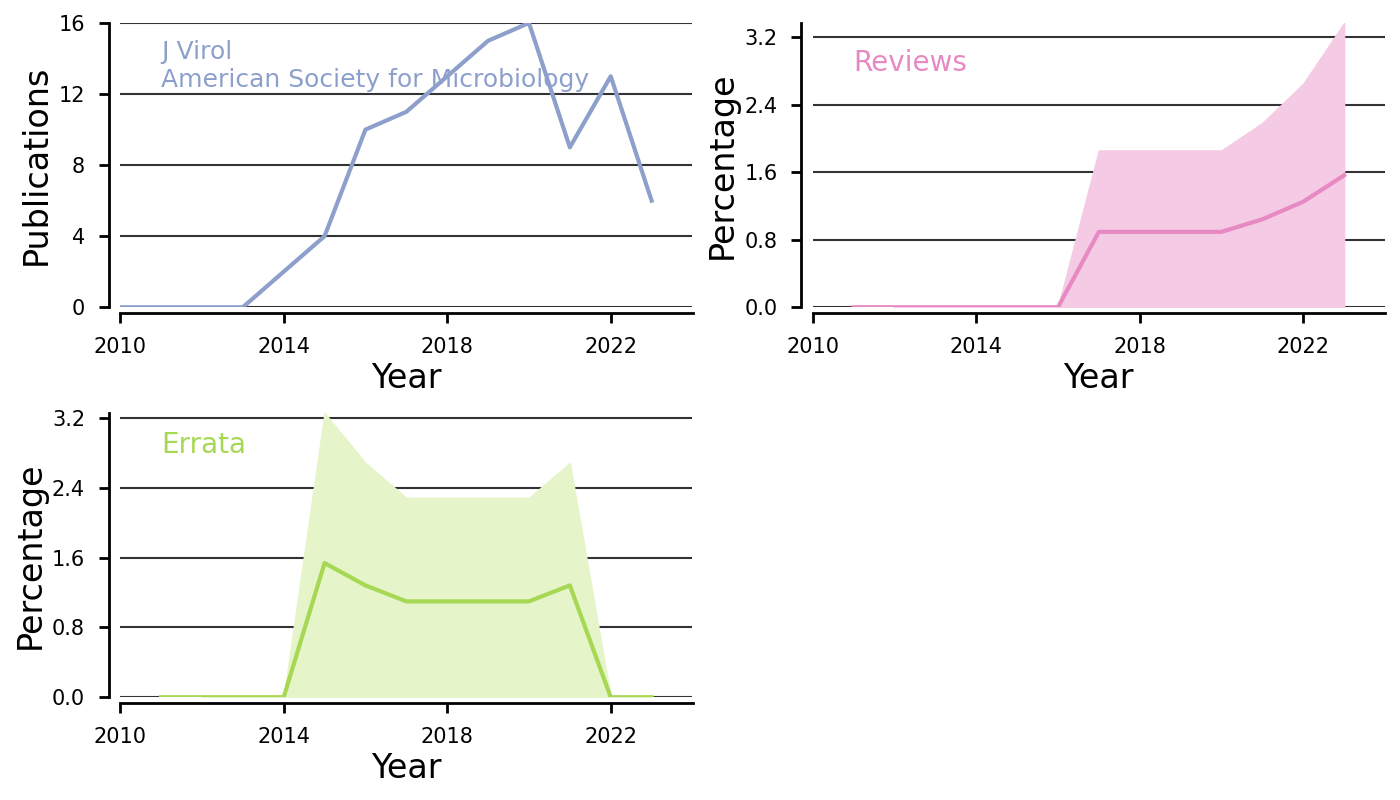 Publications
16
12
8
4
0
J Virol
American Society for Microbiology
2010 2014 2018 2022
Year
Percentage
3.2
2.4
1.6
0.8
0.0
Reviews
2010 2014 2018 2022
Year
Percentage
3.2
2.4
1.6
0.8
0.0
Errata
2010 2014 2018 2022
Year